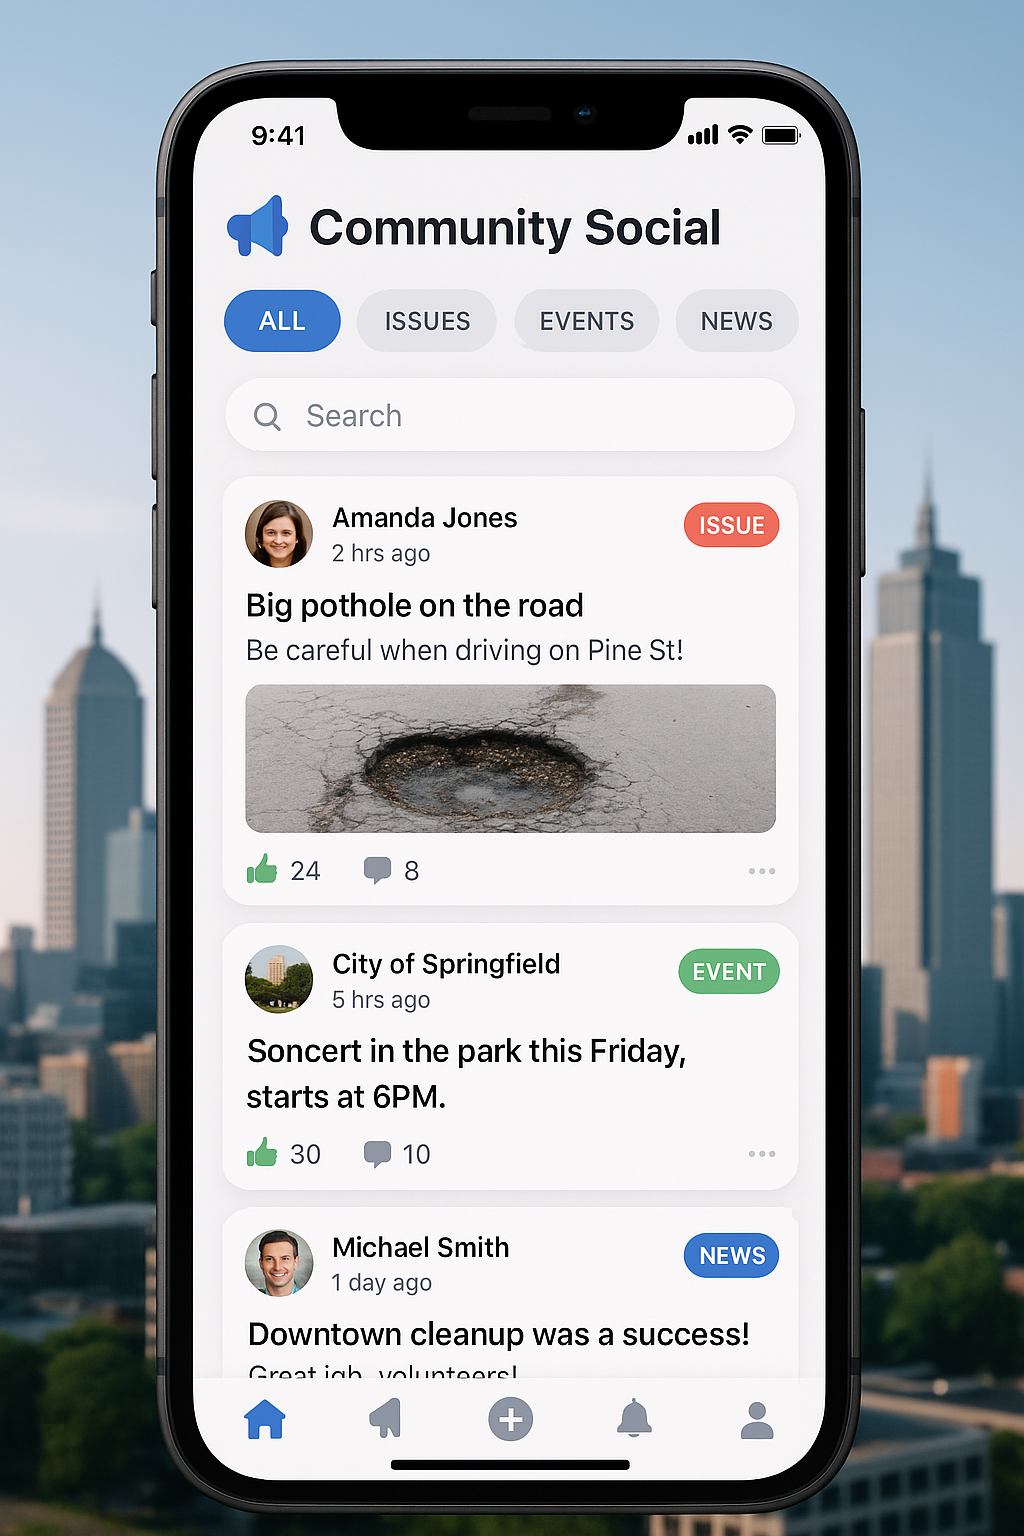 9:41
Community Social
ALL ISSUES EVENTS NEWS
Search
Amanda Jones
ISSUE
2 hrs ago
Big pothole on the road
Be careful when driving on Pine St!
24 8
City of Springfield
EVENT
5 hrs ago
Soncert in the park this Friday,
starts at 6PM.
30 10
Michael Smith
NEWS
1 day ago
Downtown cleanup was a success!
Great job, volunteers!